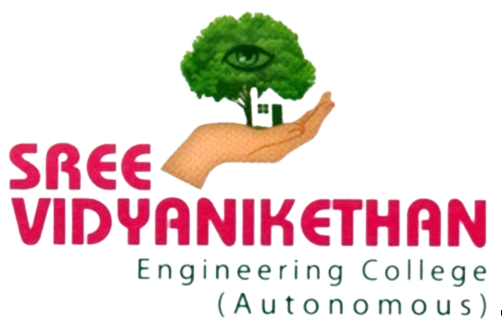 SREE
VIDYANIKETHAN
Engineering College
(Autonomous)